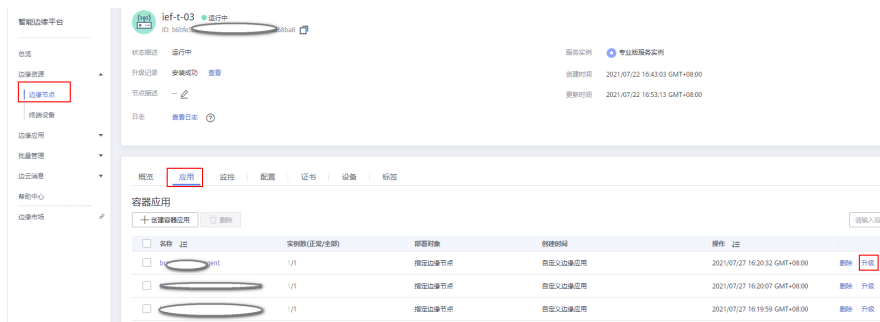 智能边缘平台
总览
边缘资源
边缘节点
终端设备
边缘应用
批量管理
边云消息
帮助中心
边缘市场
ief-t-03 运行中
ID: b6bfe5 68ba8
状态描述 运行中
服务实例 专业版服务实例
升级记录 安装成功 查看
创建时间 2021/07/22 16:43:03 GMT+08:00
节点描述 --
更新时间 2021/07/22 16:53:13 GMT+08:00
日志 查看日志
概览 应用 监控 配置 证书 设备 标签
容器应用
创建容器应用 删除 请输入应
名称 实例数(正常/全部) 部署对象 创建时间 操作
gent 1/1 指定边缘节点 自定义边缘应用 2021/07/27 16:20:32 GMT+08:00 删除 升级
1/1 指定边缘节点 自定义边缘应用 2021/07/27 16:20:07 GMT+08:00 删除 升级
1/1 指定边缘节点 自定义边缘应用 2021/07/27 16:19:59 GMT+08:00 删除 升级